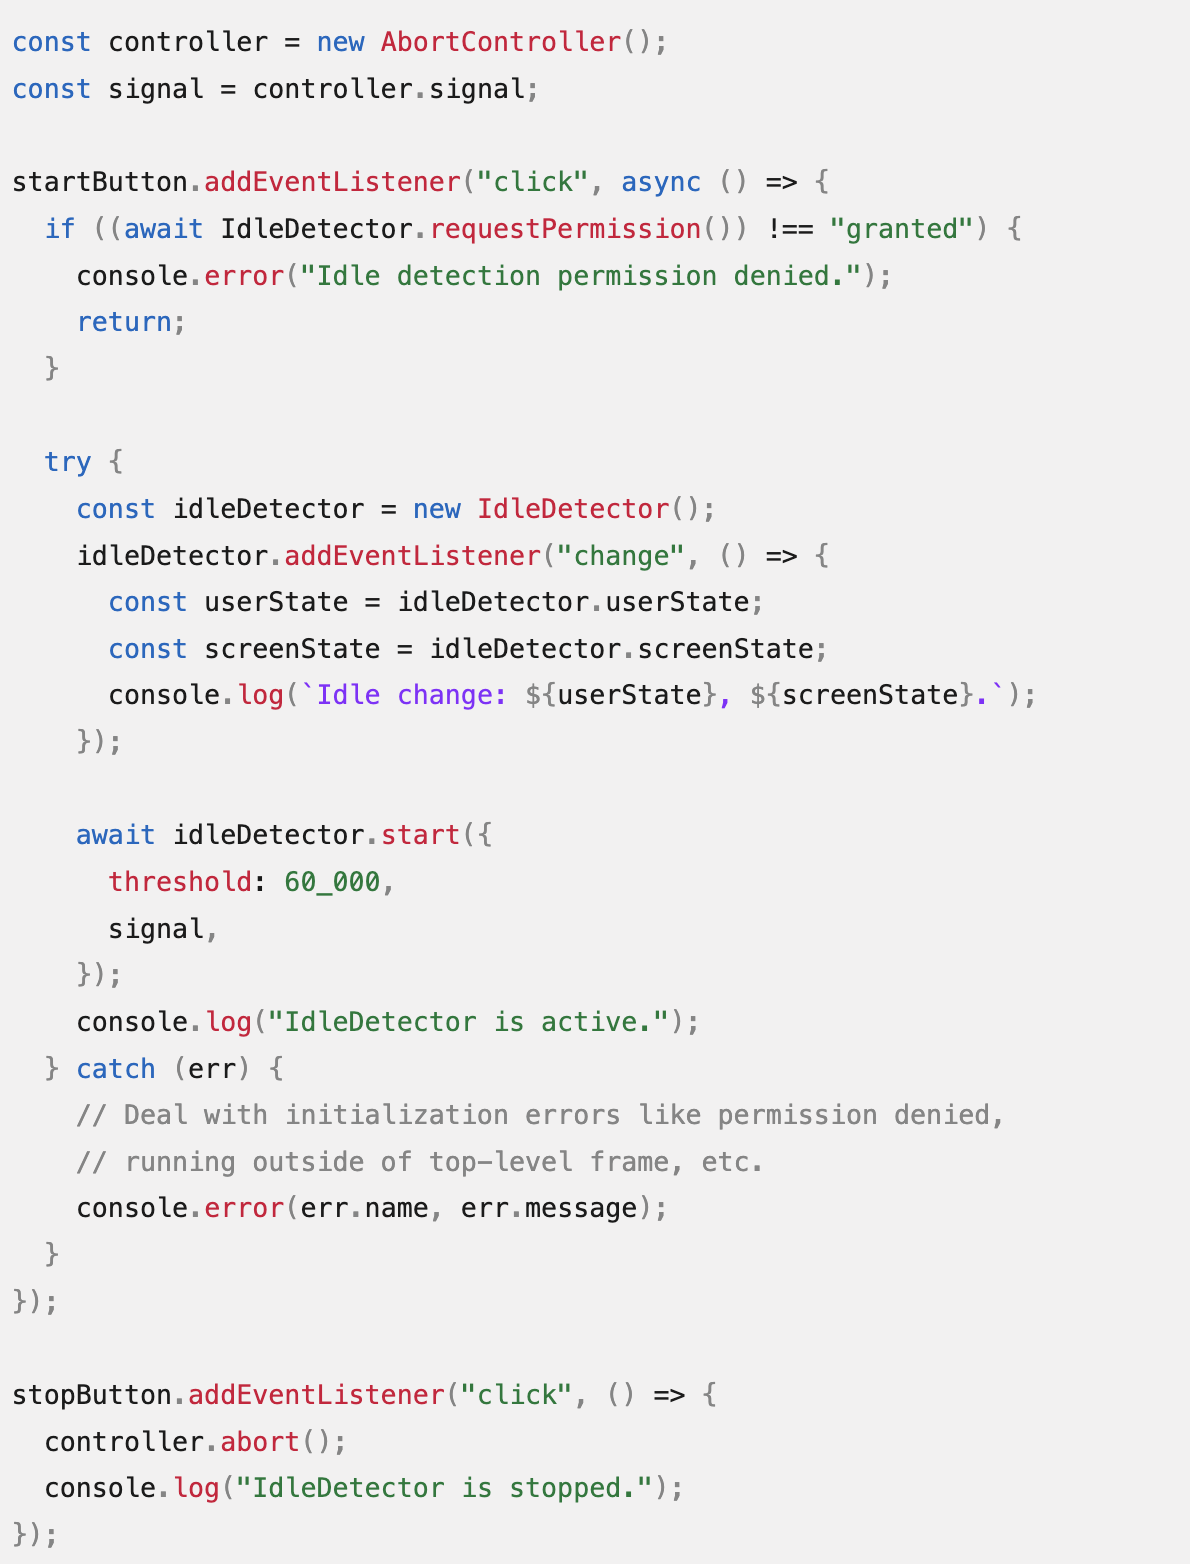 const controller = new AbortController();
const signal = controller.signal;

startButton.addEventListener("click", async () => {
  if ((await IdleDetector.requestPermission()) !== "granted") {
    console.error("Idle detection permission denied.");
    return;
  }

  try {
    const idleDetector = new IdleDetector();
    idleDetector.addEventListener("change", () => {
      const userState = idleDetector.userState;
      const screenState = idleDetector.screenState;
      console.log(`Idle change: ${userState}, ${screenState}.`);
    });

    await idleDetector.start({
      threshold: 60_000,
      signal,
    });
    console.log("IdleDetector is active.");
  } catch (err) {
    // Deal with initialization errors like permission denied,
    // running outside of top-level frame, etc.
    console.error(err.name, err.message);
  }
});

stopButton.addEventListener("click", () => {
  controller.abort();
  console.log("IdleDetector is stopped.");
});